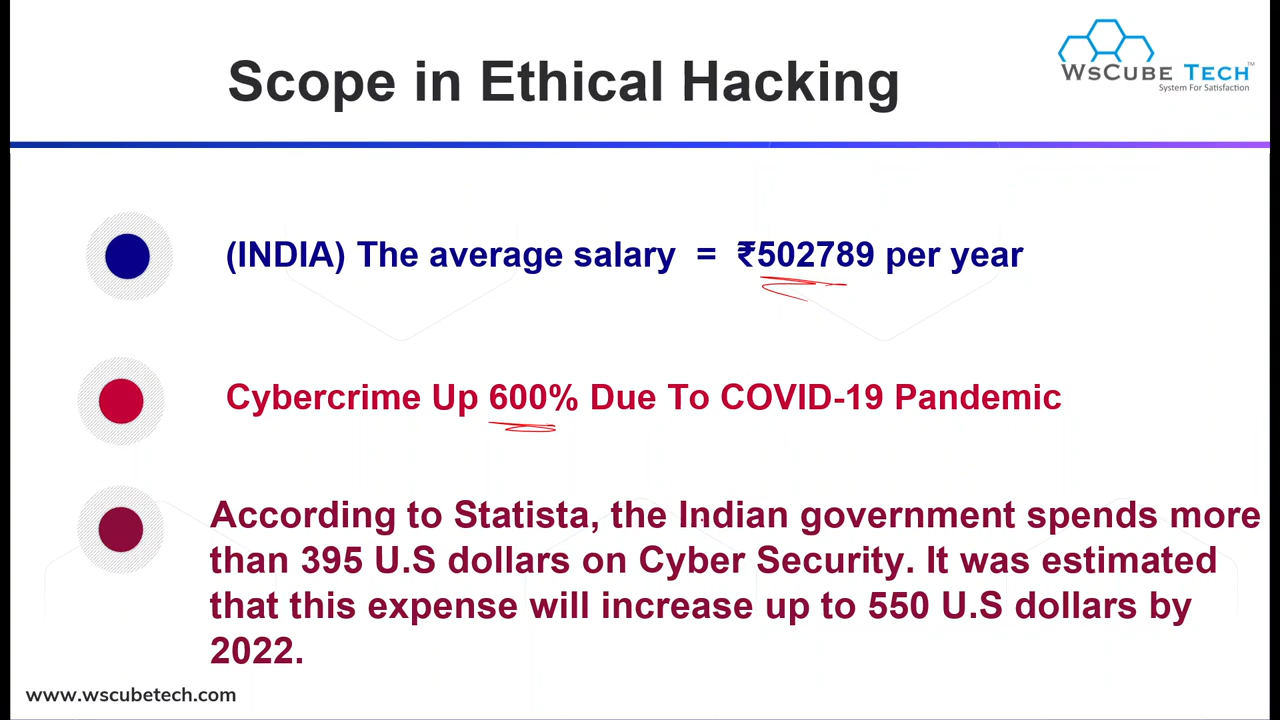 Scope in Ethical Hacking
WSCUBE TECH™
System For Satisfaction
(INDIA) The average salary = ₹502789 per year
Cybercrime Up 600% Due To COVID-19 Pandemic
According to Statista, the Indian government spends more
than 395 U.S dollars on Cyber Security. It was estimated
that this expense will increase up to 550 U.S dollars by
2022.
www.wscubetech.com